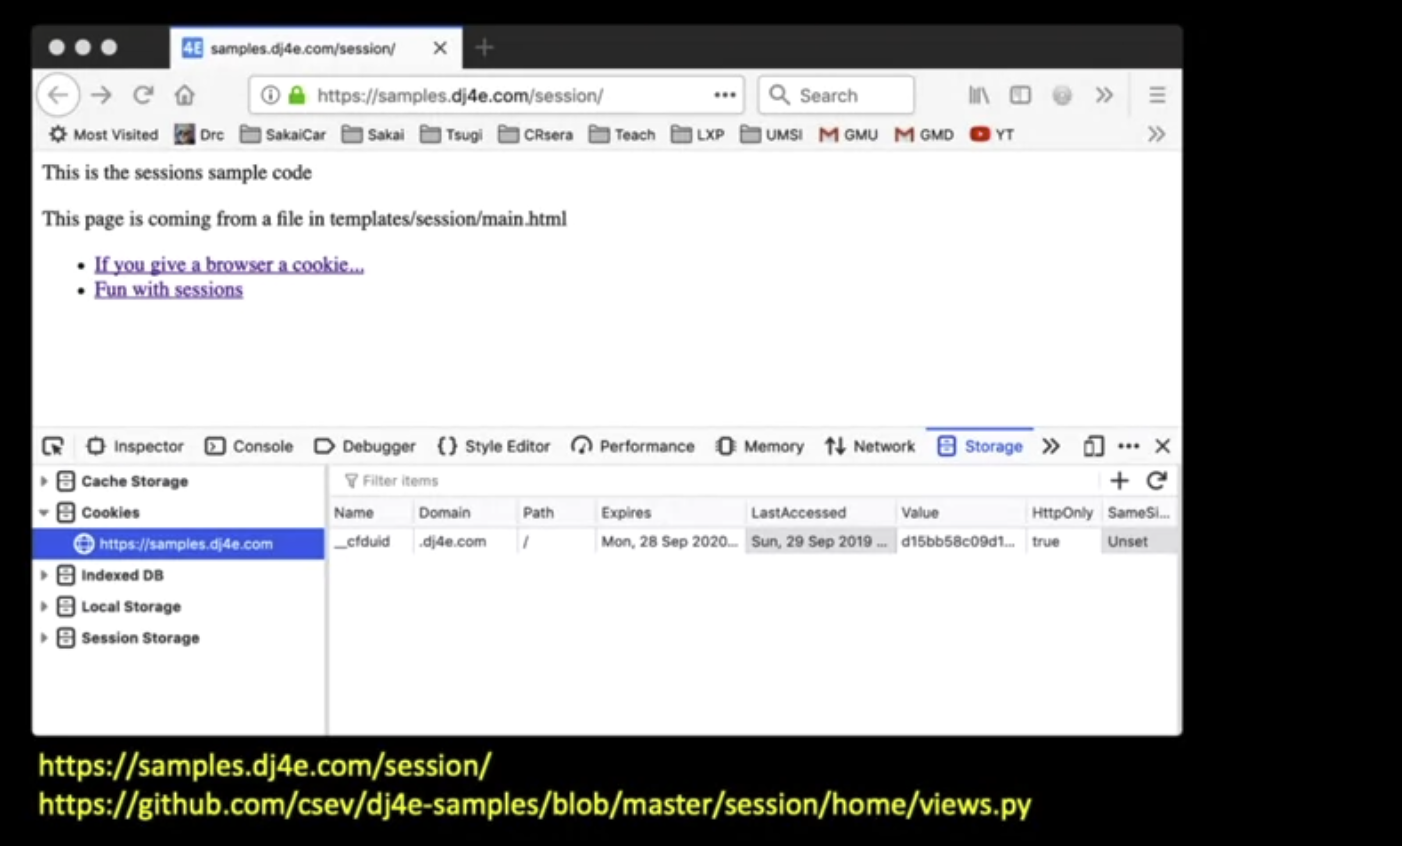 4E samples.dj4e.com/session/
https://samples.dj4e.com/session/ Search
Most Visited Drc SakaiCar Sakai Tsugi CRsera Teach LXP UMSI GMU GMD YT
This is the sessions sample code
This page is coming from a file in templates/session/main.html
If you give a browser a cookie...
Fun with sessions
Inspector Console Debugger Style Editor Performance Memory Network Storage
Cache Storage
Cookies
https://samples.dj4e.com
Indexed DB
Local Storage
Session Storage
Filter items
Name Domain Path Expires LastAccessed Value HttpOnly SameSi...
__cfduid .dj4e.com / Mon, 28 Sep 2020... Sun, 29 Sep 2019 ... d15bb58c09d1... true Unset
https://samples.dj4e.com/session/
https://github.com/csev/dj4e-samples/blob/master/session/home/views.py